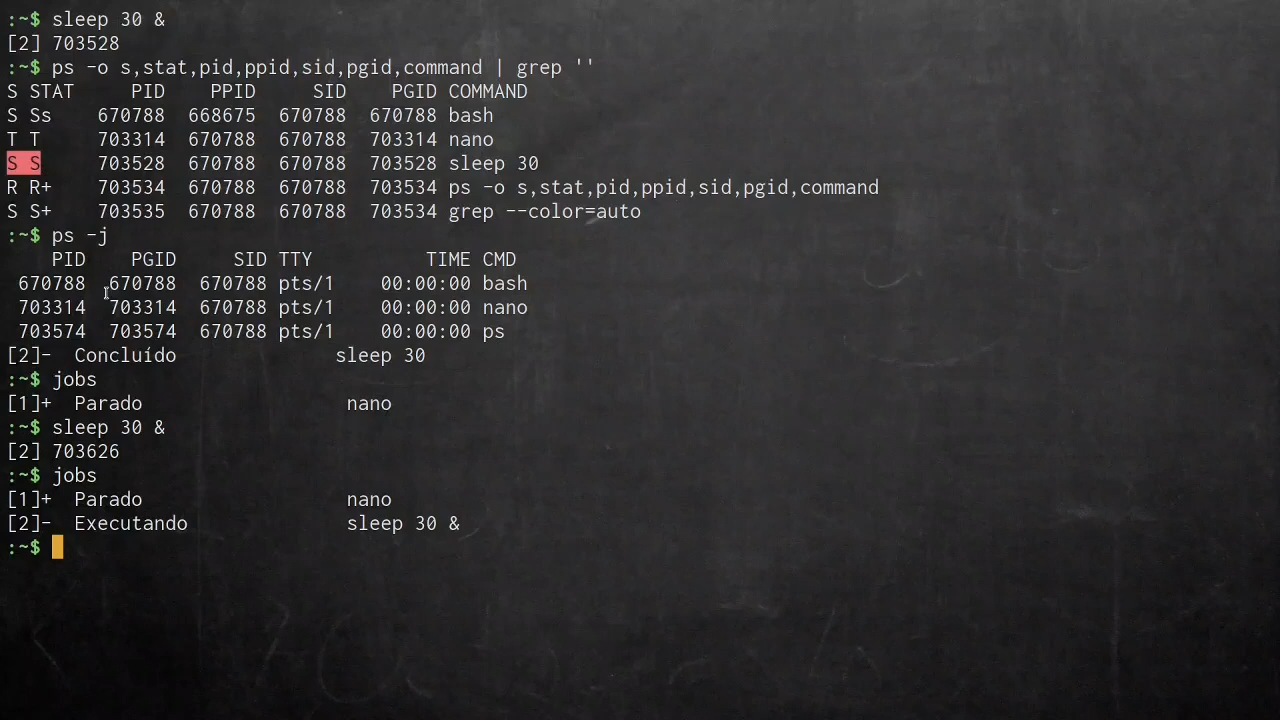 :~$ sleep 30 &
[2] 703528
:~$ ps -o s,stat,pid,ppid,sid,pgid,command | grep ''
S STAT     PID    PPID     SID    PGID COMMAND
S Ss    670788  668675  670788  670788 bash
T T     703314  670788  670788  703314 nano
S S     703528  670788  670788  703528 sleep 30
R R+    703534  670788  670788  703534 ps -o s,stat,pid,ppid,sid,pgid,command
S S+    703535  670788  670788  703534 grep --color=auto
:~$ ps -j
    PID    PGID     SID TTY          TIME CMD
 670788  670788  670788 pts/1    00:00:00 bash
 703314  703314  670788 pts/1    00:00:00 nano
 703574  703574  670788 pts/1    00:00:00 ps
[2]-  Concluído              sleep 30
:~$ jobs
[1]+  Parado                  nano
:~$ sleep 30 &
[2] 703626
:~$ jobs
[1]+  Parado                  nano
[2]-  Executando              sleep 30 &
:~$